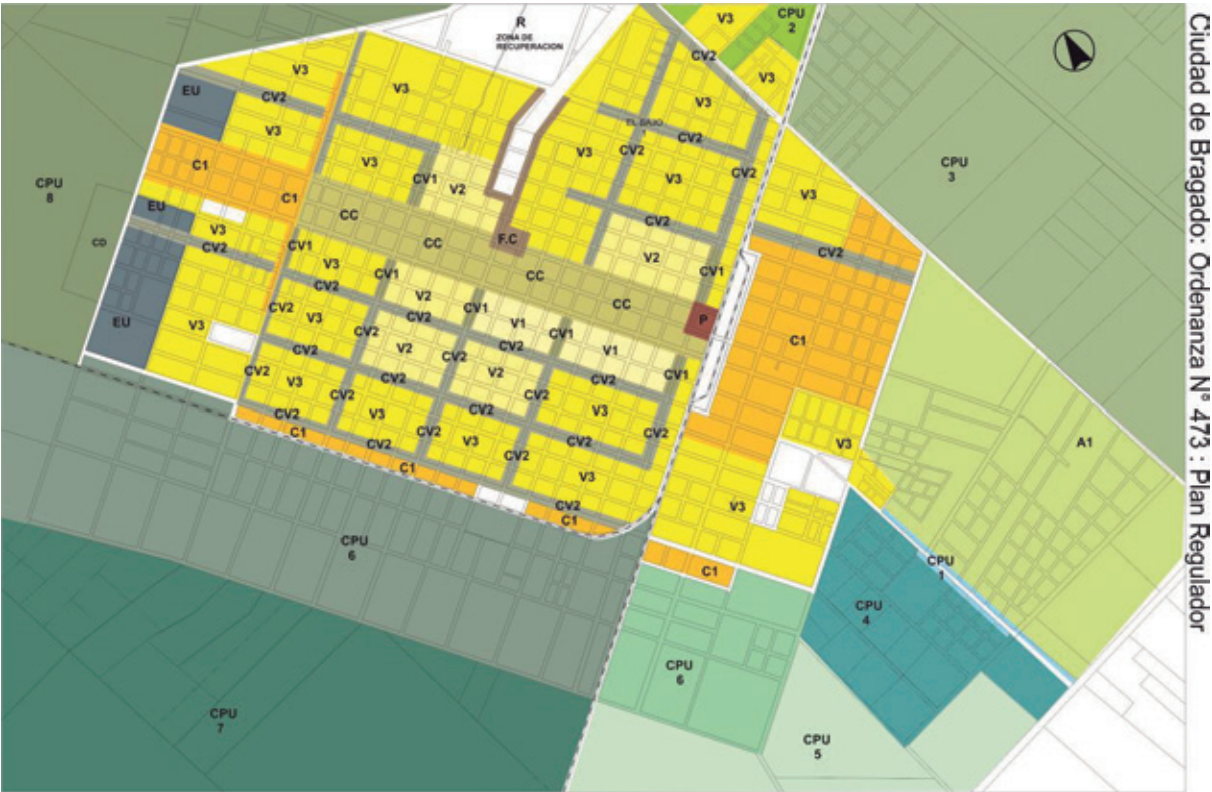 R
ZONA DE
RECUPERACION
V3
CPU
2
CV2
V3
V3
V3
EU
CV2
V3
V3
EL BAJO
CV2
V3
CV2
V3
CPU
3
C1
V3
CV1
V2
V3
CV2
V3
CPU
8
C1
EU
CC
CV2
V3
CV2
CD
V3
CV2
CV1
V3
CC
F.C
V2
CV1
CV2
EU
V3
CV2
CV2
V3
CV1
V2
CV2
CC
CC
P
C1
CV2
V2
CV2
CV1
V1
CV2
CV1
V1
CV1
CV2
V3
CV2
CV2
V2
CV2
CV2
V3
CV2
C1
CV2
V3
CV2
CV2
V3
CV2
CV2
V3
A1
C1
V3
CV2
C1
V3
CPU
6
C1
CPU
1
CPU
4
CPU
6
CPU
7
CPU
5
Ciudad de Bragado: Ordenanza N° 473 : Plan Regulador